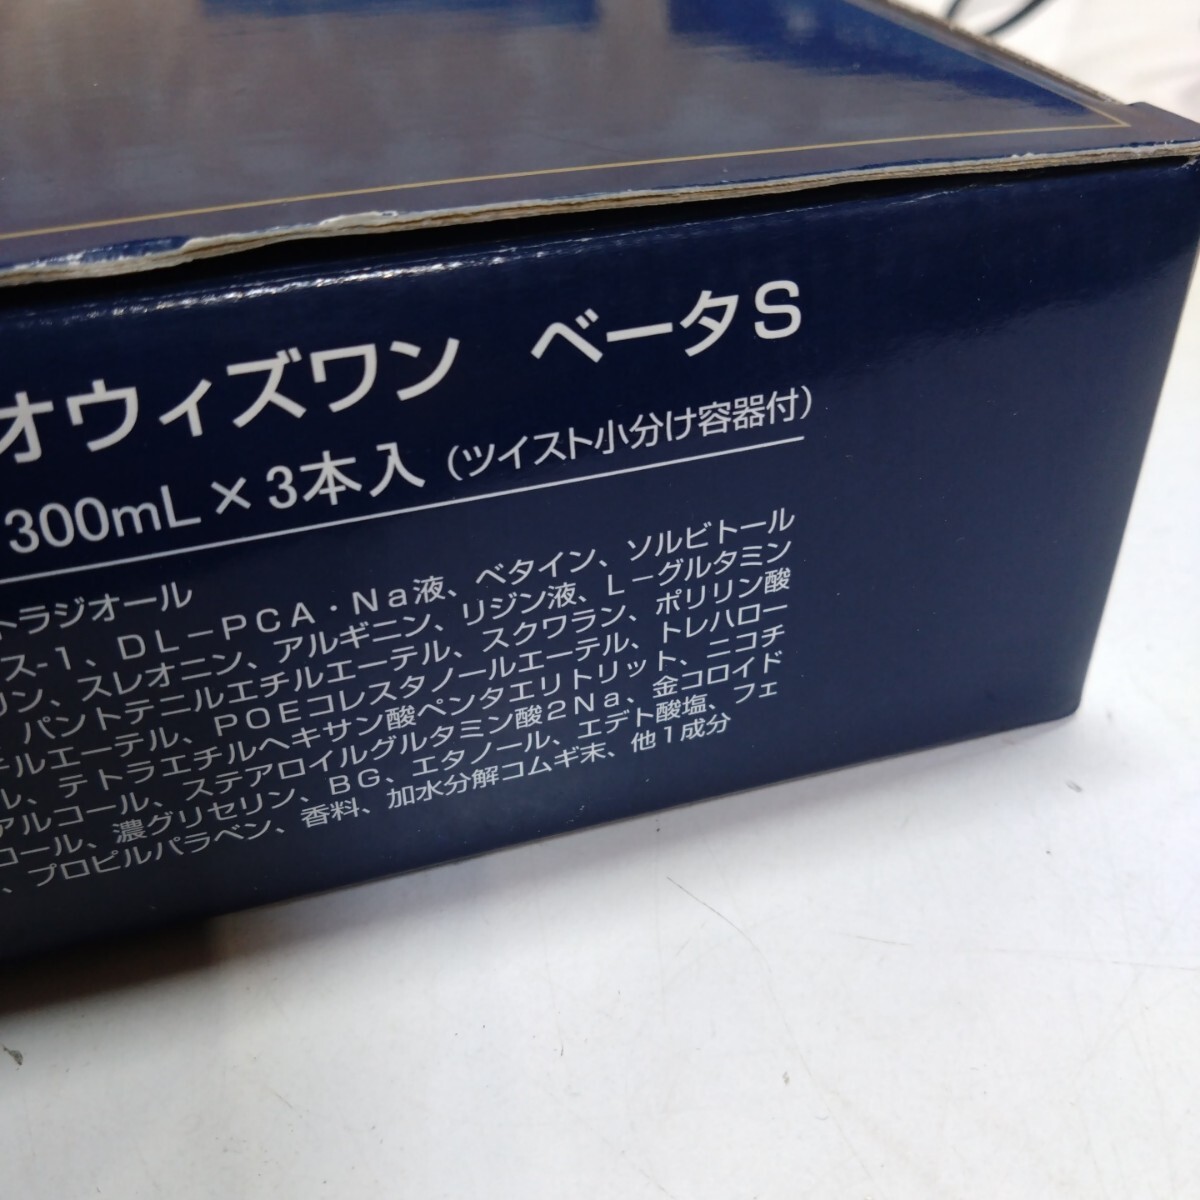 オウィズワン ベータS
300mL×3本入(ツイスト小分け容器付)
トラジオール
ス-1、DL-PCA・Na液、ベタイン、ソルビトール
リン、スレオニン、アルギニン、リジン液、L-グルタミン
、パントテニルエチルエーテル、スクワラン、ポリリン酸
チルエーテル、POEコレスタノールエーテル、トレハロー
ル、テトラエチルヘキサン酸ペンタエリトリット、ニコチ
アルコール、ステアロイルグルタミン酸2Na、金コロイド
コール、濃グリセリン、BG、エタノール、エデト酸塩、フェ
、プロピルパラベン、香料、加水分解コムギ末、他1成分